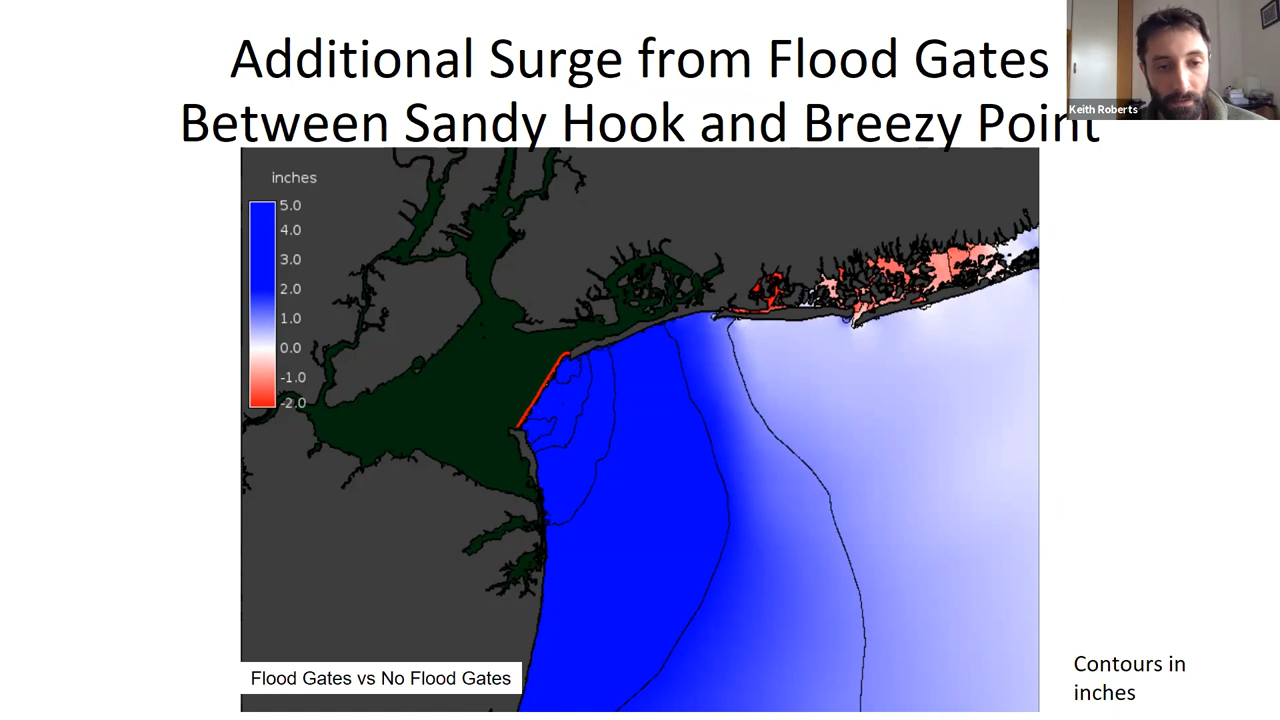 Additional Surge from Flood Gates
Between Sandy Hook and Breezy Point
Keith Roberts
inches
5.0
4.0
3.0
2.0
1.0
0.0
-1.0
-2.0
Flood Gates vs No Flood Gates
Contours in
inches